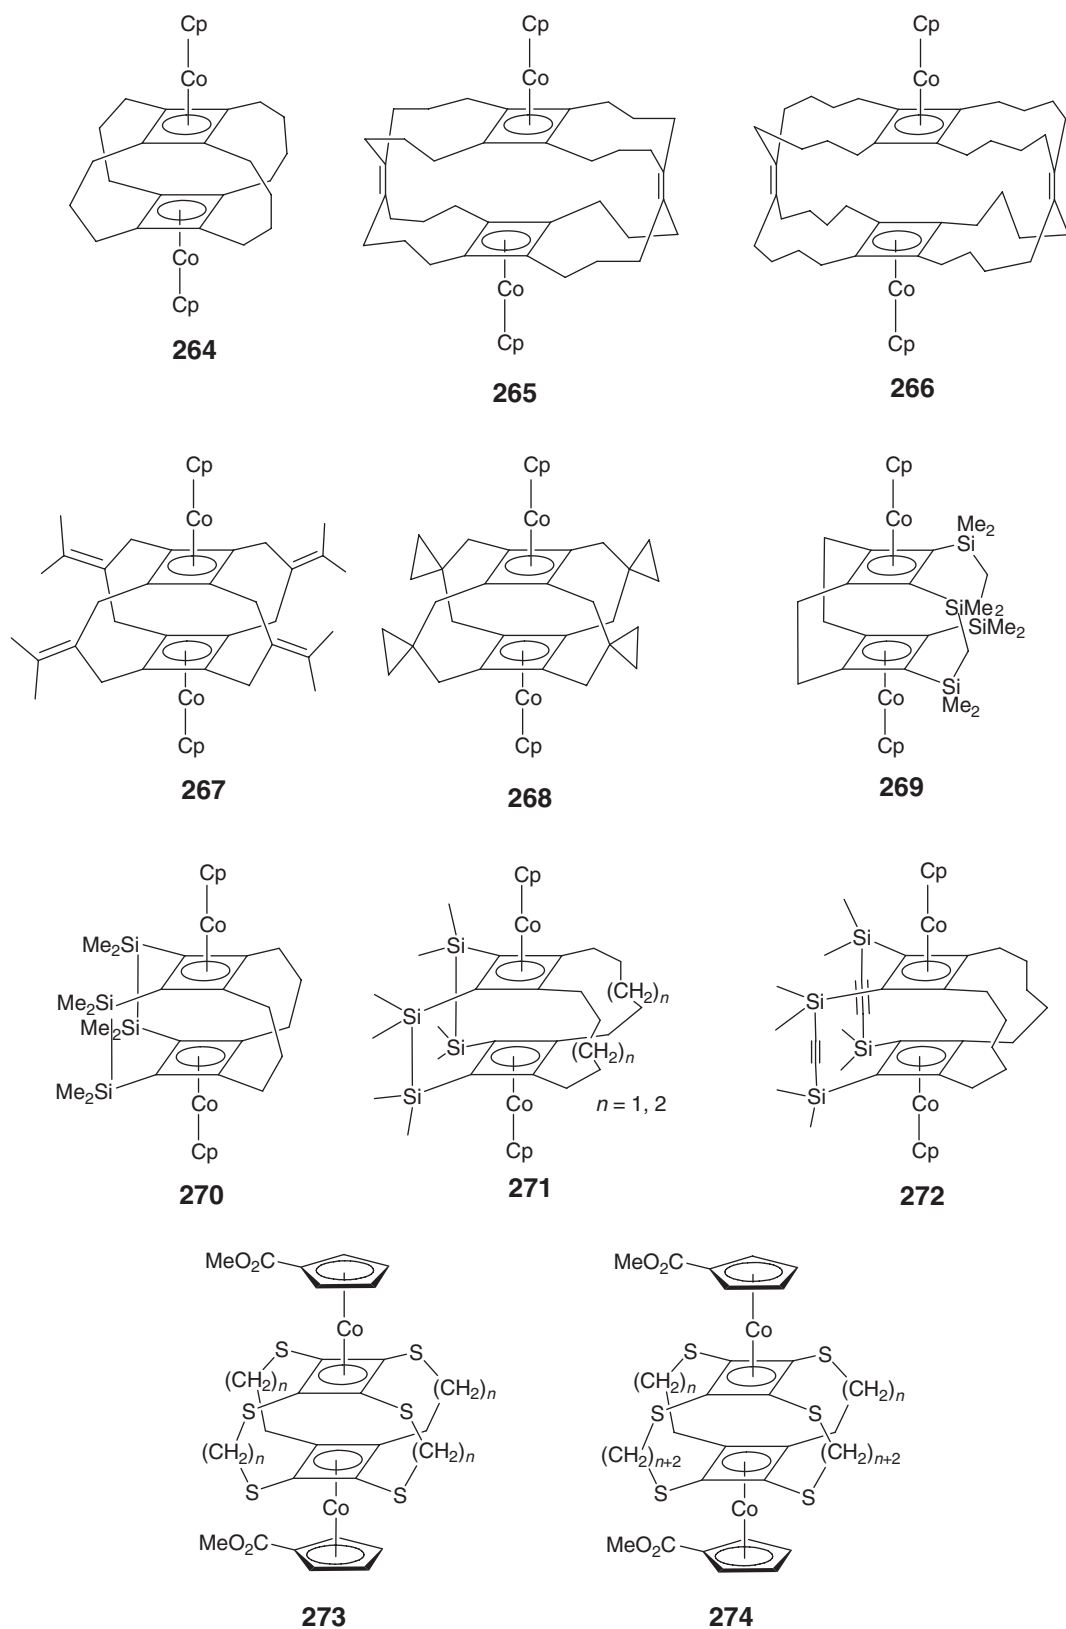 Cp Cp Cp
Co Co Co
Co
Cp
Co Co
Cp Cp
264 265 266
Cp Cp Cp
Co Co Co
Me2
Si
SiMe2
SiMe2
Si
Me2
Co Co Co
Cp Cp Cp
267 268 269
Cp Cp Cp
Co Co Co
Me2Si Si Si
Me2Si Si (CH2)n Si
Me2Si Si (CH2)n Si
Me2Si Si Si
Co Co n = 1, 2 Co
Cp Cp Cp
270 271 272
MeO2C MeO2C
Co Co
S S S S
(CH2)n (CH2)n (CH2)n (CH2)n
S S S S
(CH2)n (CH2)n (CH2)n+2 (CH2)n+2
S S S S
Co Co
MeO2C MeO2C
273 274